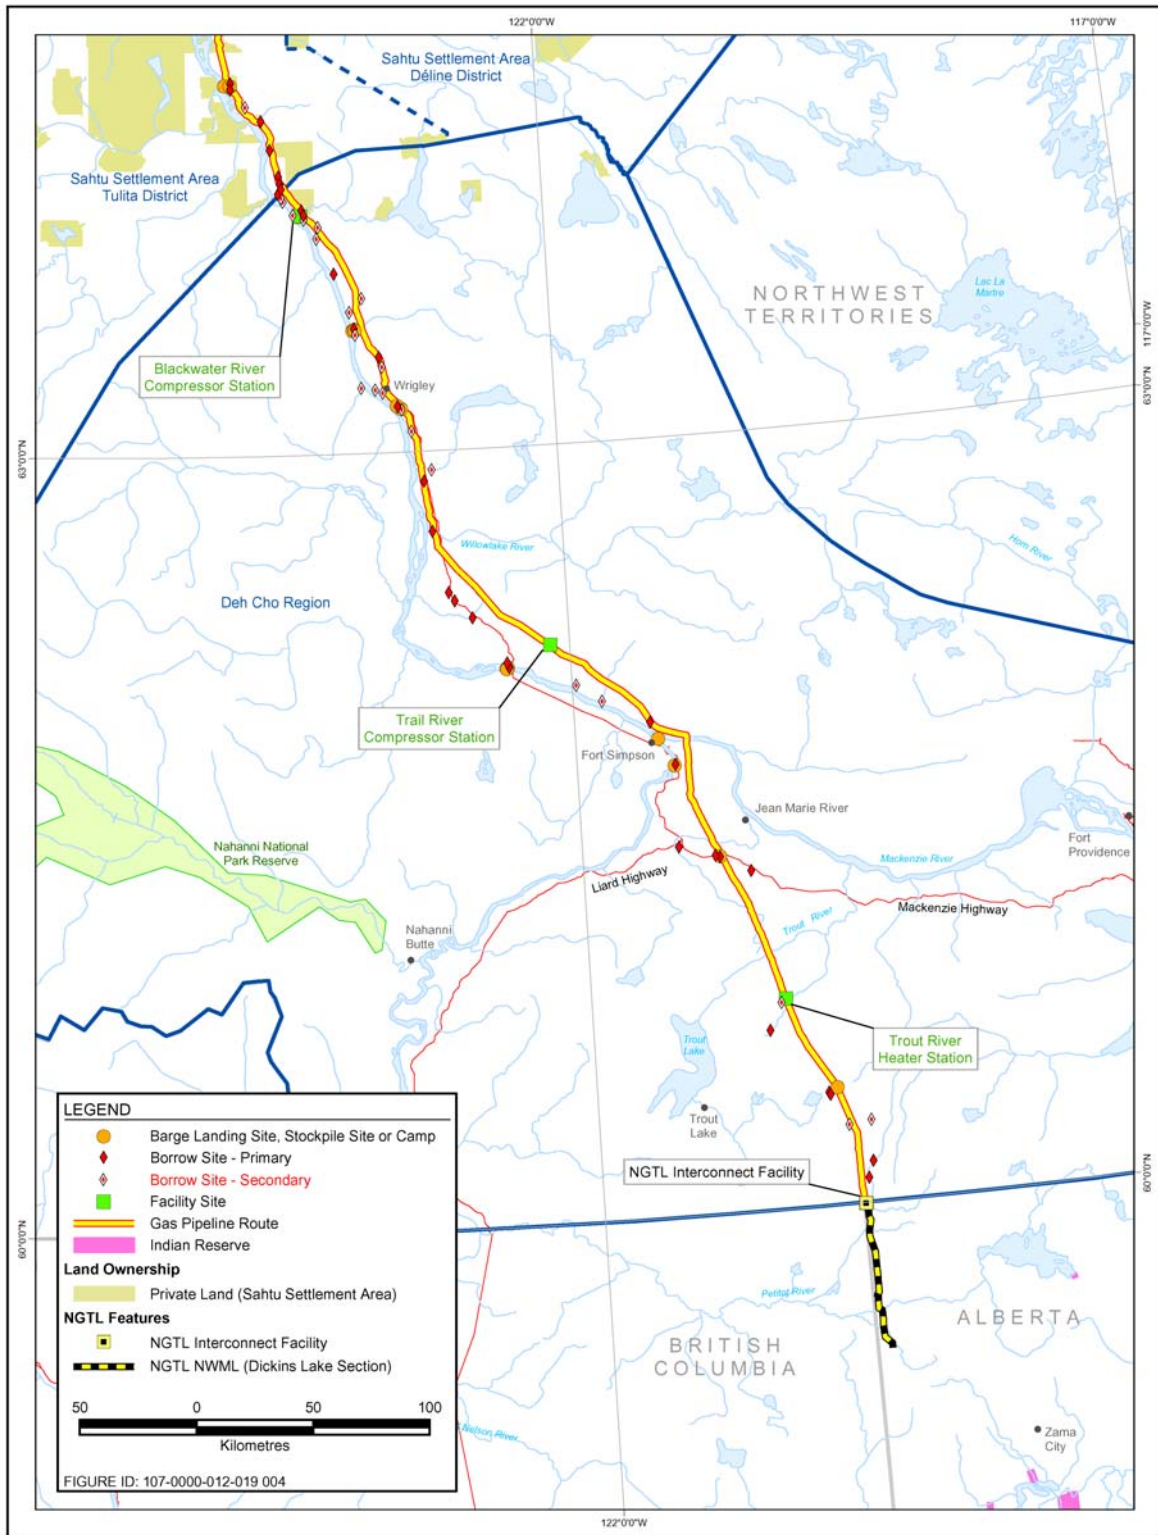 122°0'0"W
117°0'0"W
Sahtu Settlement Area
Déline District
Sahtu Settlement Area
Tulita District
NORTHWEST
TERRITORIES
Lac La
Martre
117°0'0"W
63°0'0"N
Blackwater River
Compressor Station
Wrigley
63°0'0"N
Willowlake River
Horn River
Deh Cho Region
Trail River
Compressor Station
Fort Simpson
Jean Marie River
Fort
Providence
Mackenzie River
Nahanni National
Park Reserve
Liard Highway
Mackenzie Highway
Trout River
Nahanni
Butte
Trout
Lake
Trout River
Heater Station
Trout
Lake
NGTL Interconnect Facility
60°0'0"N
60°0'0"N
Petitot River
ALBERTA
BRITISH
COLUMBIA
Nelson River
Zama
City
122°0'0"W
LEGEND
Barge Landing Site, Stockpile Site or Camp
Borrow Site - Primary
Borrow Site - Secondary
Facility Site
Gas Pipeline Route
Indian Reserve
Land Ownership
Private Land (Sahtu Settlement Area)
NGTL Features
NGTL Interconnect Facility
NGTL NWML (Dickins Lake Section)
50 0 50 100
Kilometres
FIGURE ID: 107-0000-012-019 004